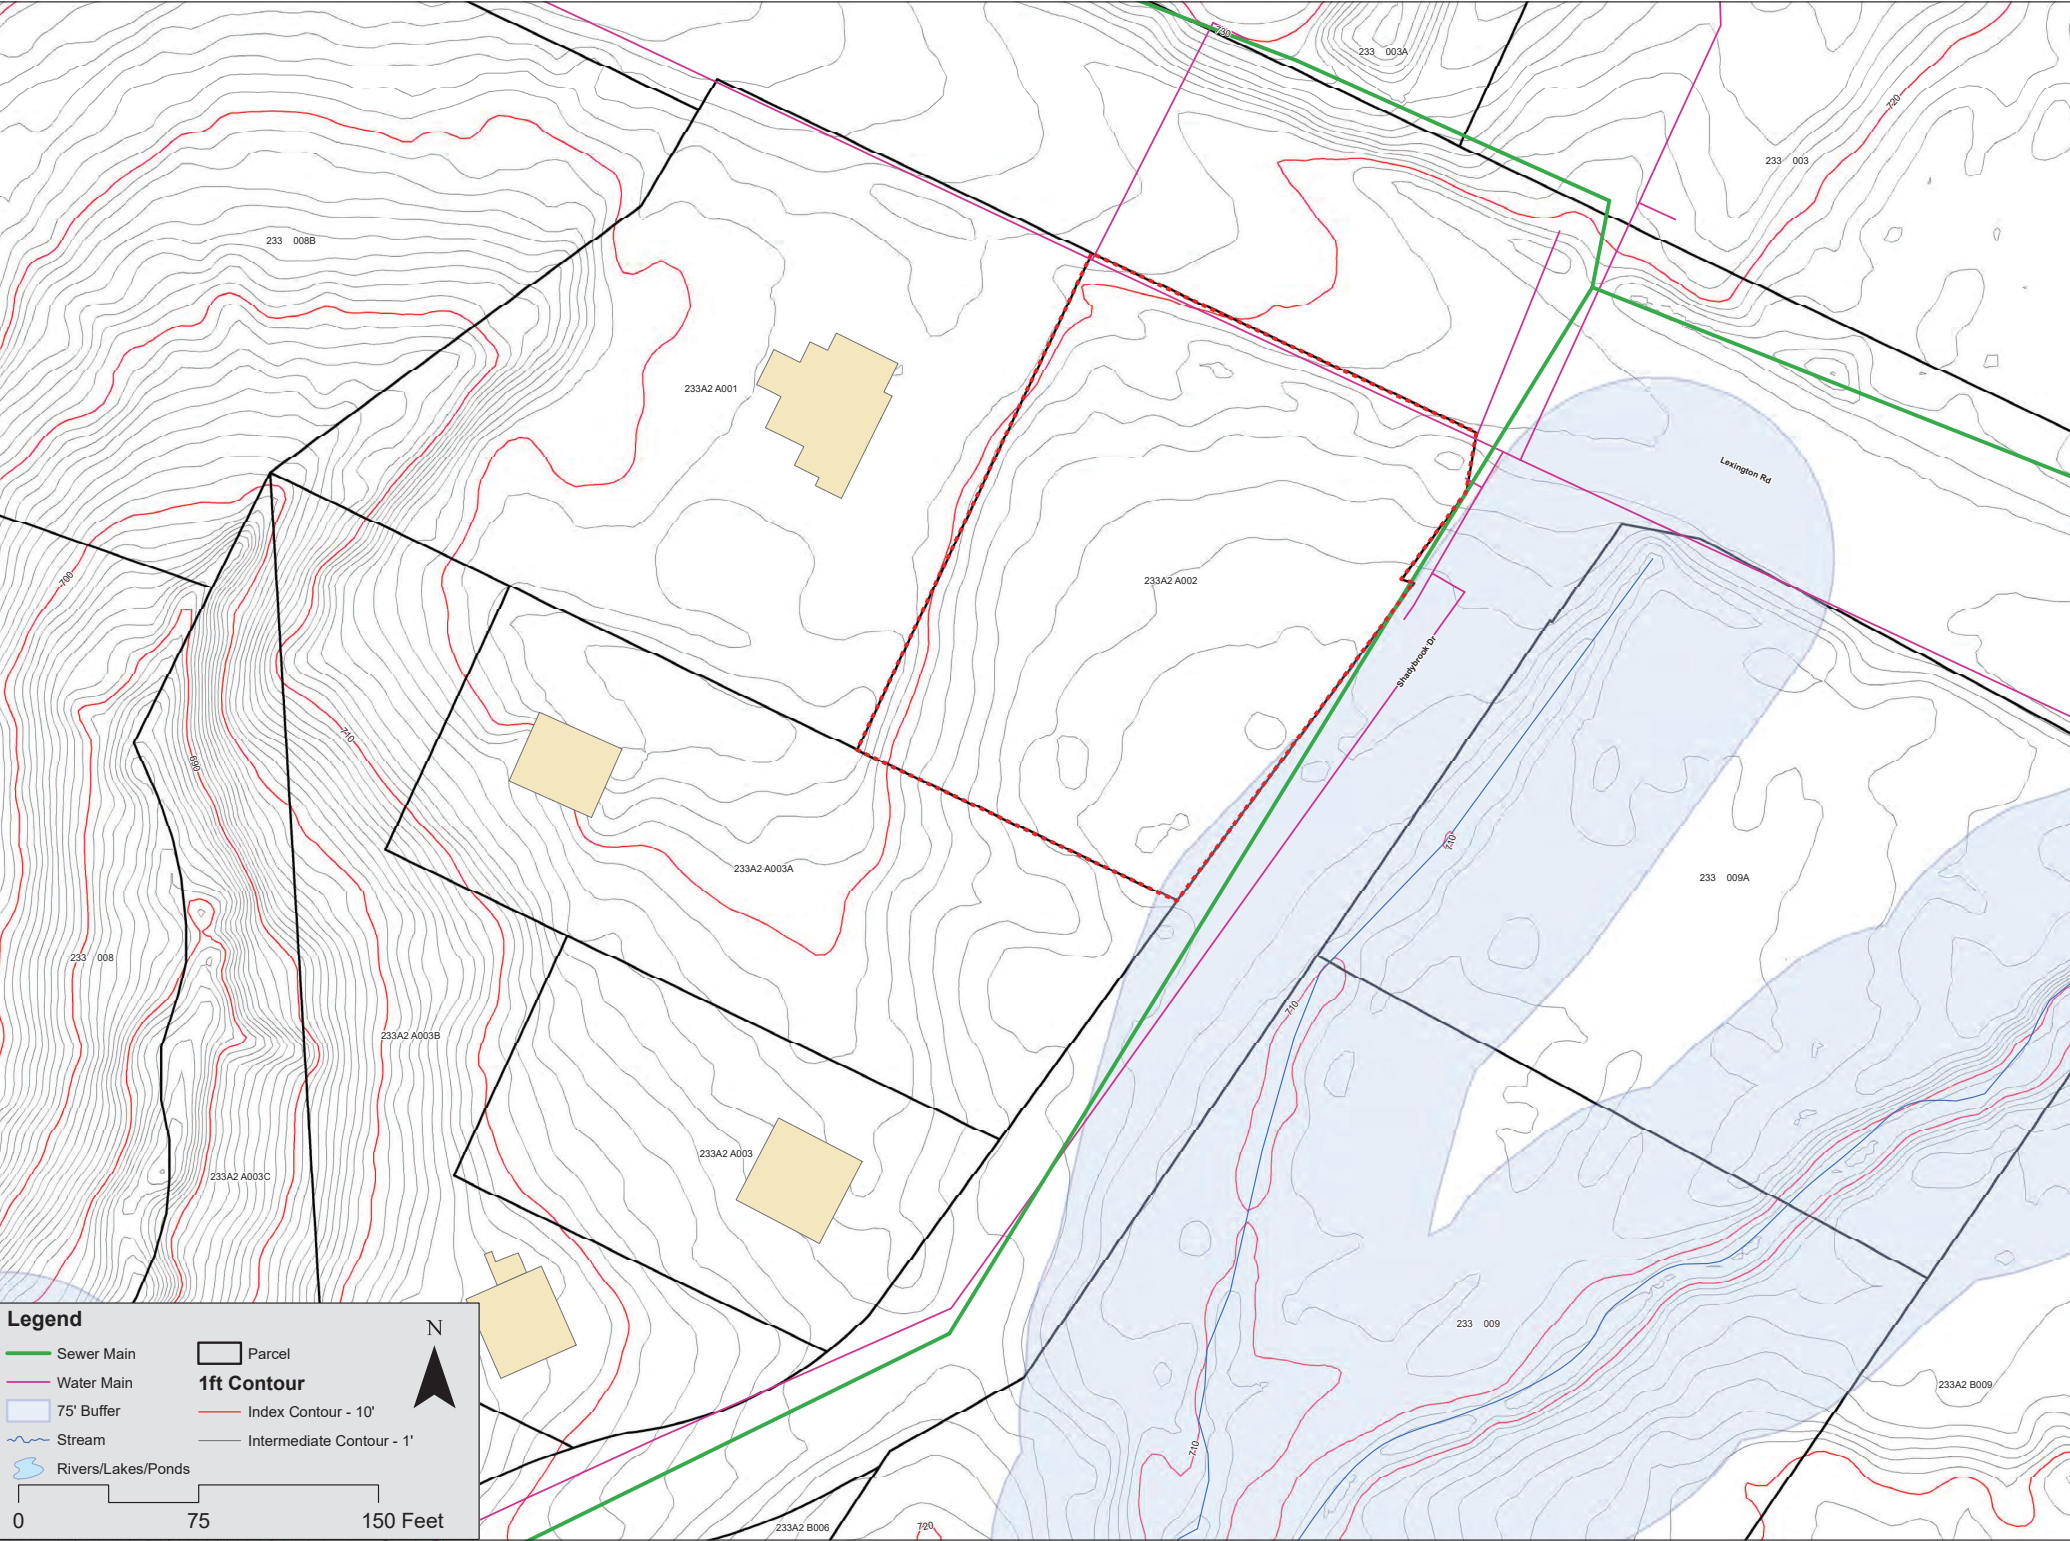 730
233 003A
720
233 003
233 008B
233A2 A001
Lexington Rd
700
233A2 A002
Shadybrook Dr
710
690
710
233A2 A003A
233 009A
233 008
710
233A2 A003B
233A2 A003
233A2 A003C
233 009
233A2 B009
710
233A2 B006
720
Legend
N
Sewer Main
Parcel
Water Main
1ft Contour
75' Buffer
Index Contour - 10'
Stream
Intermediate Contour - 1'
Rivers/Lakes/Ponds
0 75 150 Feet